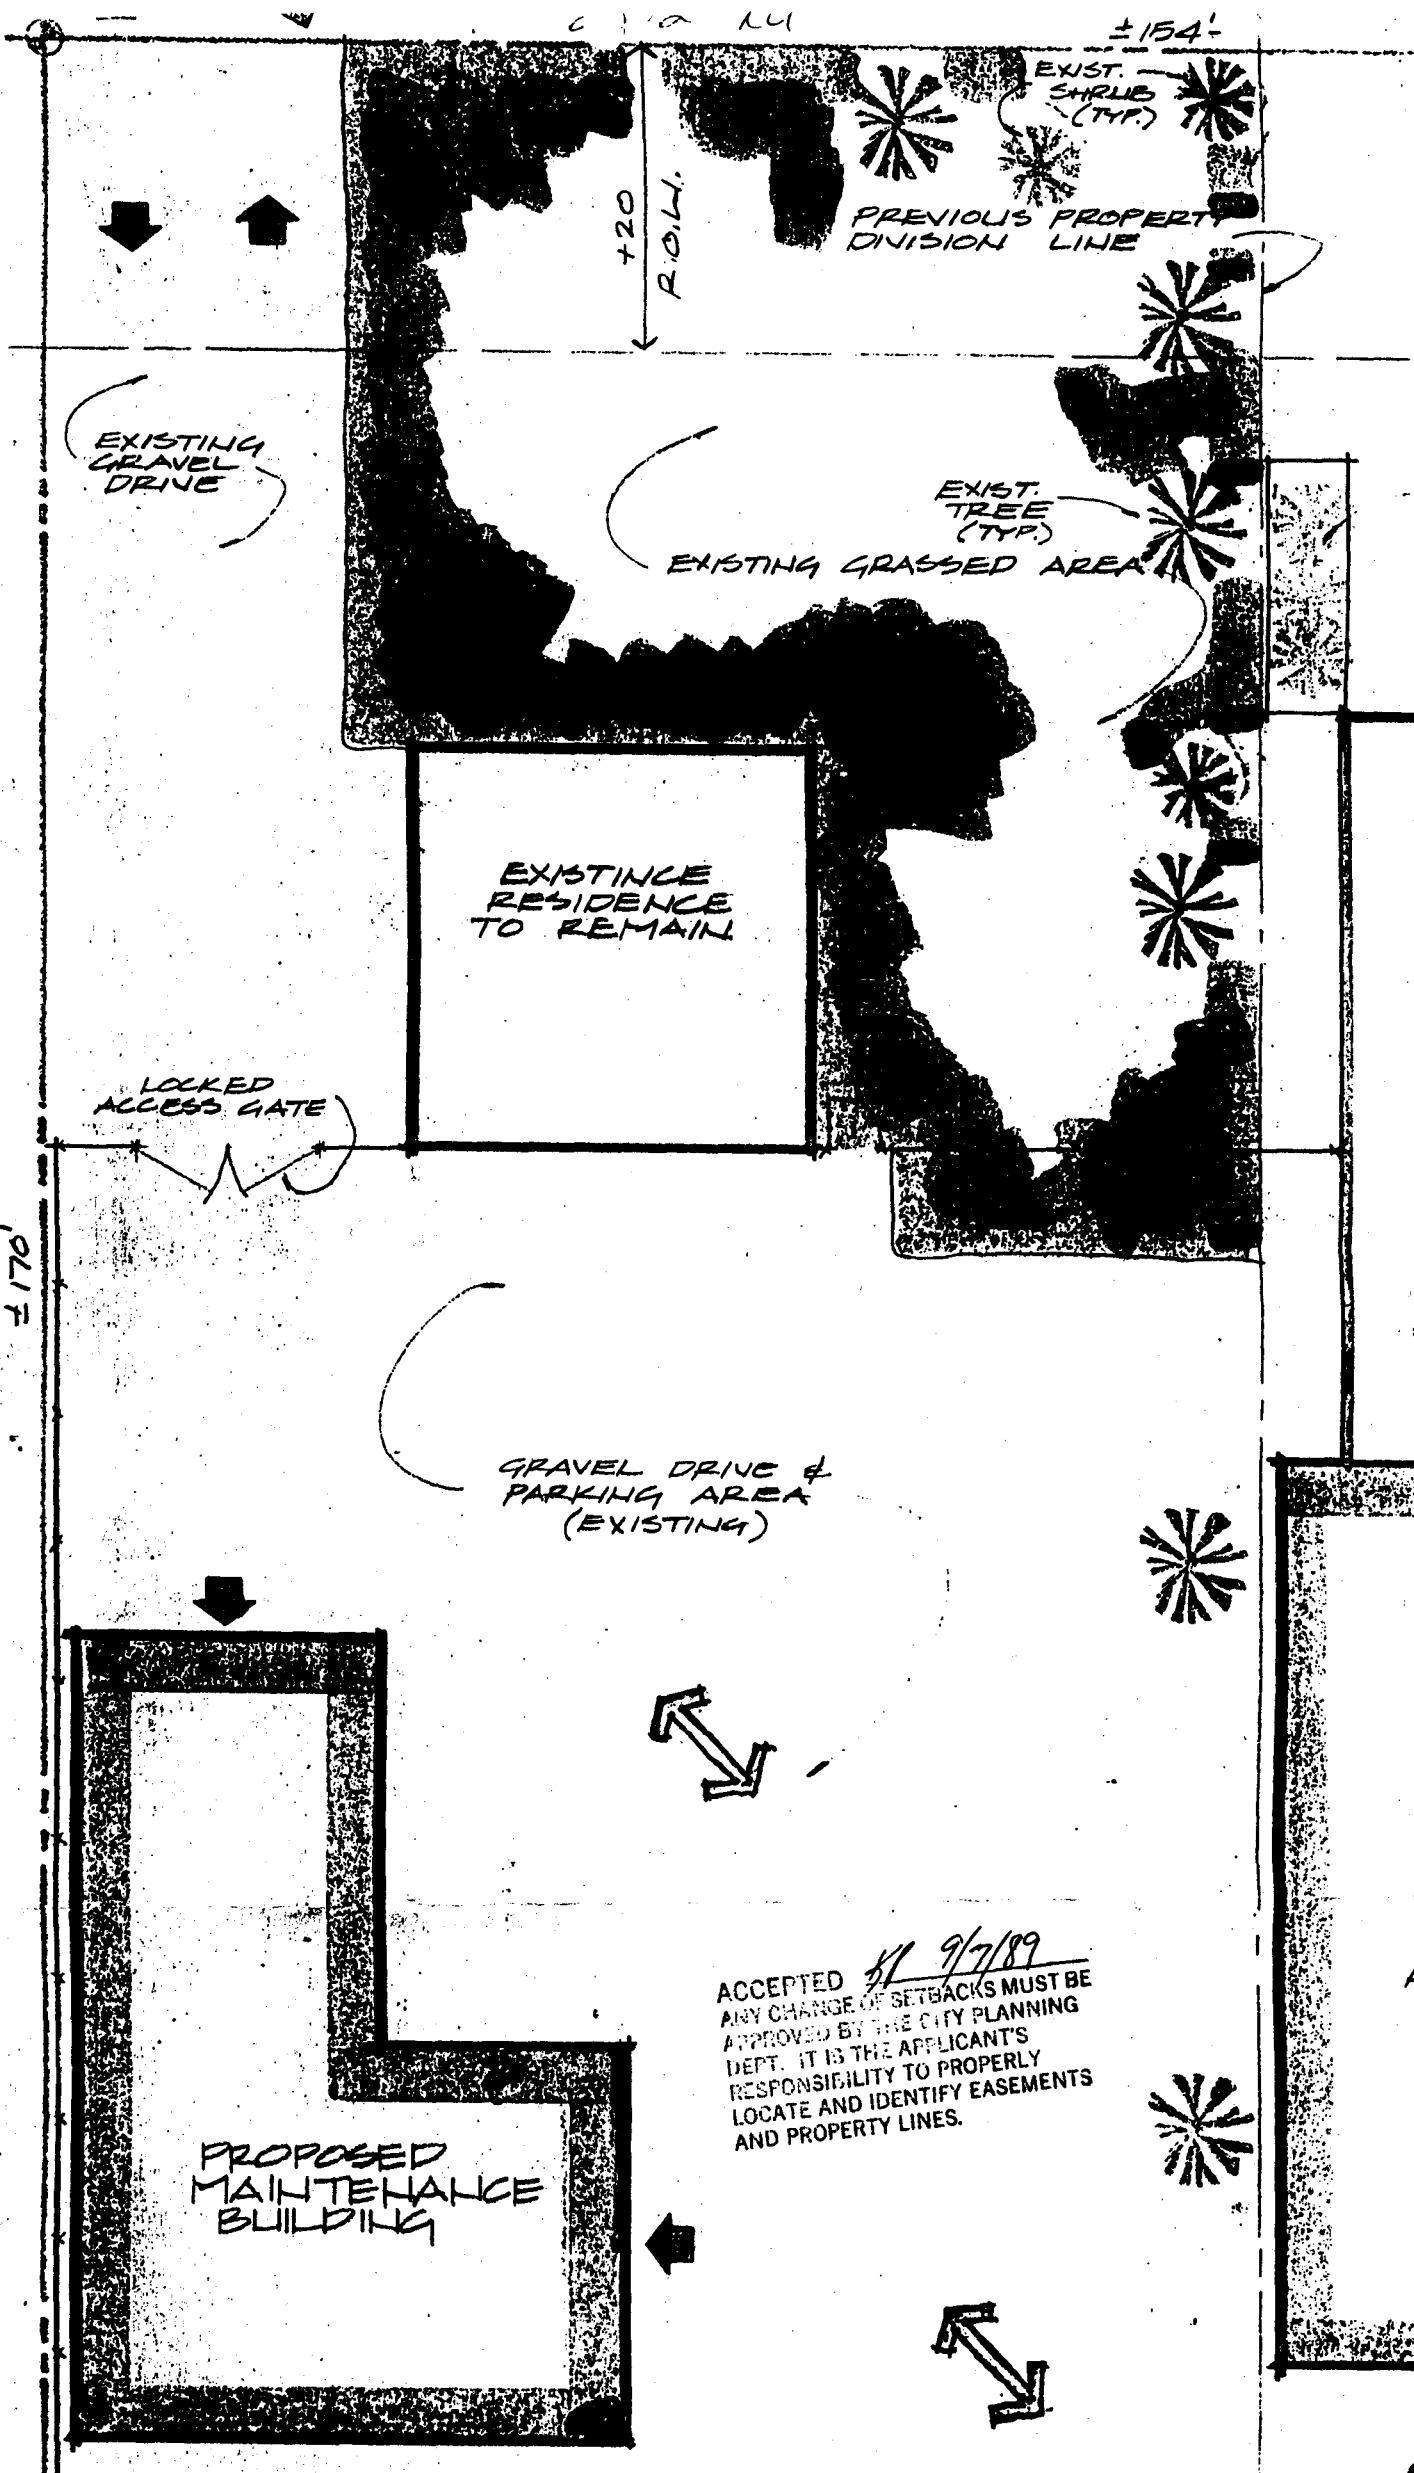 ±154'
EXIST.
SHRUB
(TYP.)
±20
R.O.W.
PREVIOUS PROPERTY
DIVISION LINE
EXISTING
GRAVEL
DRIVE
EXIST.
TREE
(TYP.)
EXISTING GRASSED AREA
EXISTINCE
RESIDENCE
TO REMAIN
LOCKED
ACCESS GATE
±170'
GRAVEL DRIVE &
PARKING AREA
(EXISTING)
ACCEPTED 9/7/89
ANY CHANGE OF SETBACKS MUST BE
APPROVED BY THE CITY PLANNING
DEPT. IT IS THE APPLICANT'S
RESPONSIBILITY TO PROPERLY
LOCATE AND IDENTIFY EASEMENTS
AND PROPERTY LINES.
PROPOSED
MAINTENANCE
BUILDING